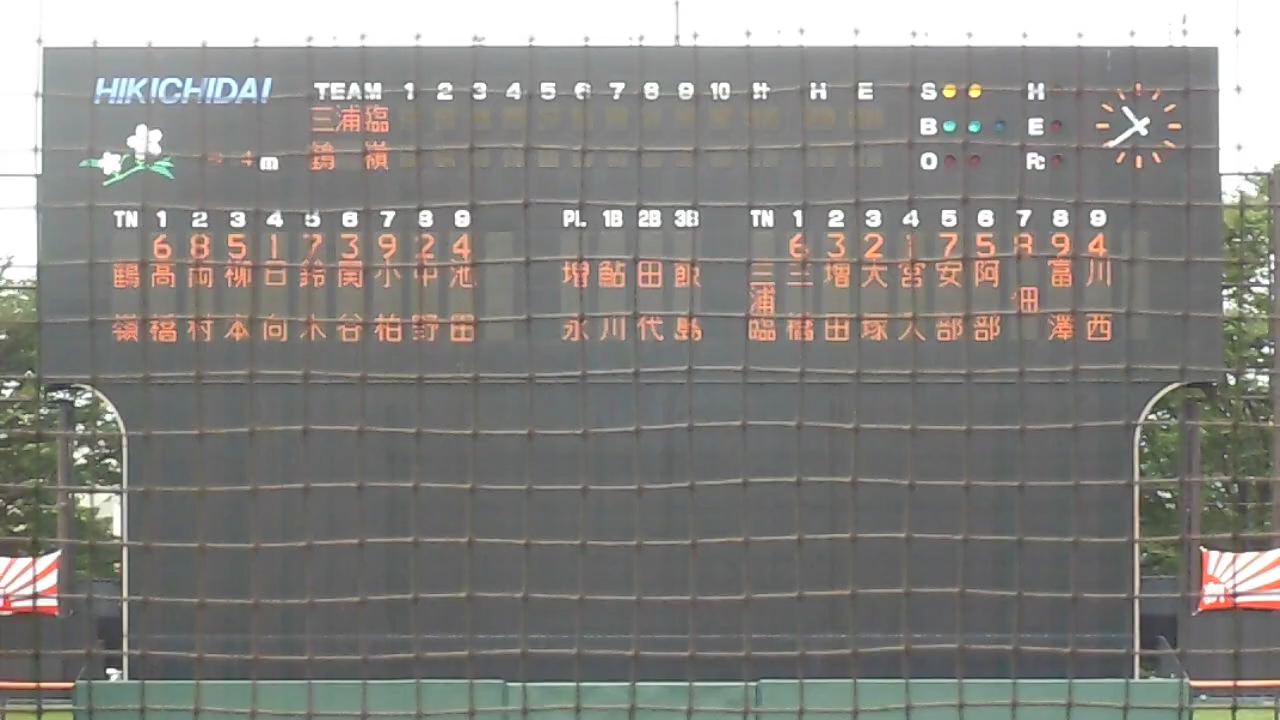 HIKICHIDAI
TEAM 1 2 3 4 5 6 7 8 9 10 計 H E
三浦臨
鶴嶺
m
S H
B E
O Fc
TN 1 2 3 4 5 6 7 8 9 PL 1B 2B 3B TN 1 2 3 4 5 6 7 8 9
6 8 5 1 7 3 9 2 4 6 3 2 1 7 5 8 9 4
鶴嶺 高橋 岡村 柳本 日向 鈴木 関谷 小柏 中野 池田 増永 鮎川 田代 飯島 三浦臨 三橋 増田 大塚 宮入 安部 阿部 畑 富澤 川西